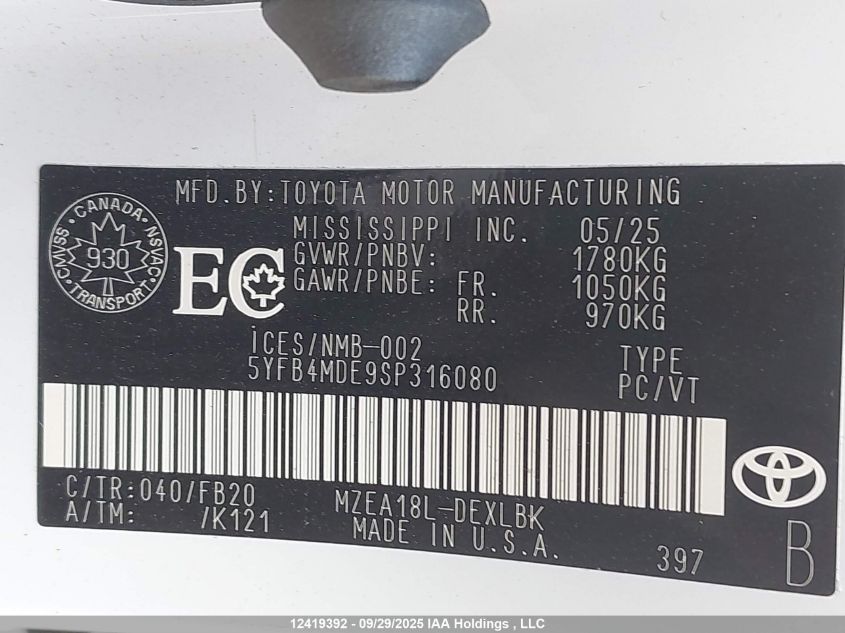 MFD.BY:TOYOTA MOTOR MANUFACTURING
MISSISSIPPI INC. 05/25
GVWR/PNBV: 1780KG
GAWR/PNBE: FR. 1050KG
RR. 970KG
CANADA
CMVSS 930 NSVAC
TRANSPORT
EC
ICES/NMB-002
5YFB4MDE9SP316080
TYPE
PC/VT
C/TR:040/FB20
A/TM: /K121
MZEA18L-DEXLBK
MADE IN U.S.A.
397
B
12419392 - 09/29/2025 IAA Holdings , LLC